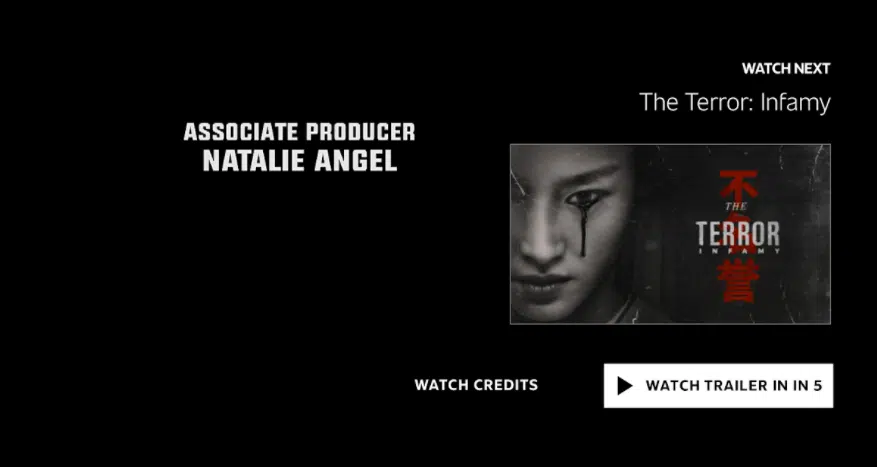 WATCH NEXT
The Terror: Infamy
ASSOCIATE PRODUCER
NATALIE ANGEL
不名誉
THE
TERROR
INFAMY
WATCH CREDITS
WATCH TRAILER IN IN 5